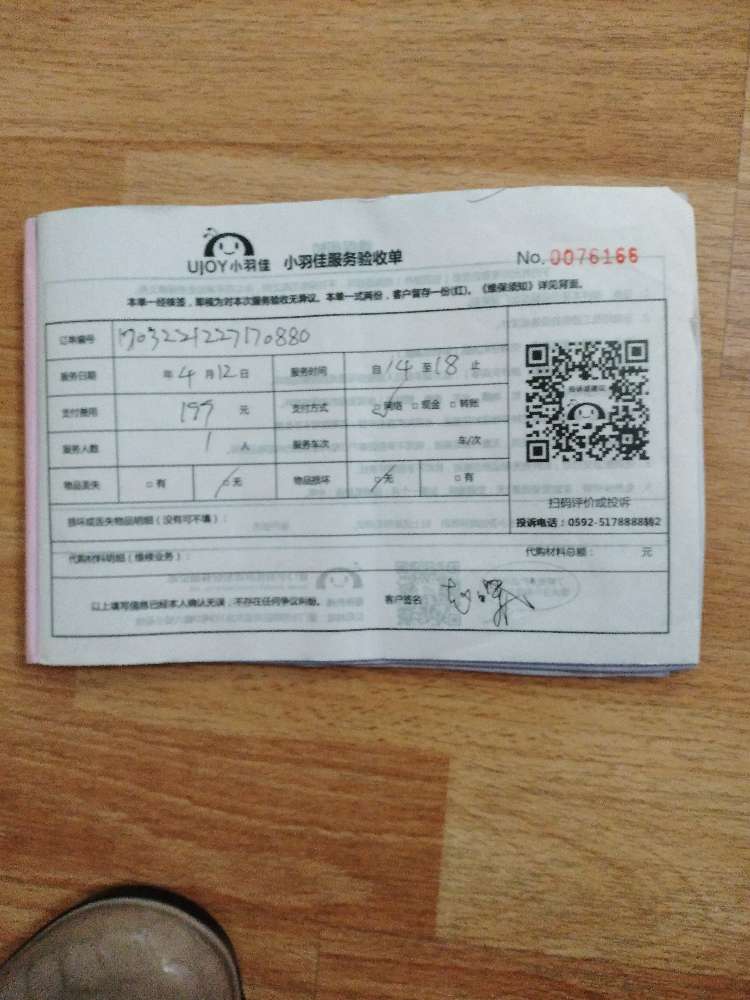 UJOY小羽佳 小羽佳服务验收单 No. 0076166
本单一经核签，即视为对本次服务验收无异议。本单一式两份，客户留存一份(红)。《维保须知》详见背面。
订单编号 170322122717088​0
服务日期 年 4 月 12 日 服务时间 自 14 至 18 止
支付费用 199 元 支付方式 □网络 □现金 □转账
服务人数 1 人 服务车次 车/次
物品丢失 □有 □无 物品损坏 □无 □有
扫码评价或投诉
投诉电话：0592-5178888转2
损坏或丢失物品明细（没有可不填）：
代购材料明细（维修业务）： 代购材料总额： 元
以上填写信息已经本人确认无误，不存在任何争议纠纷。 客户签名